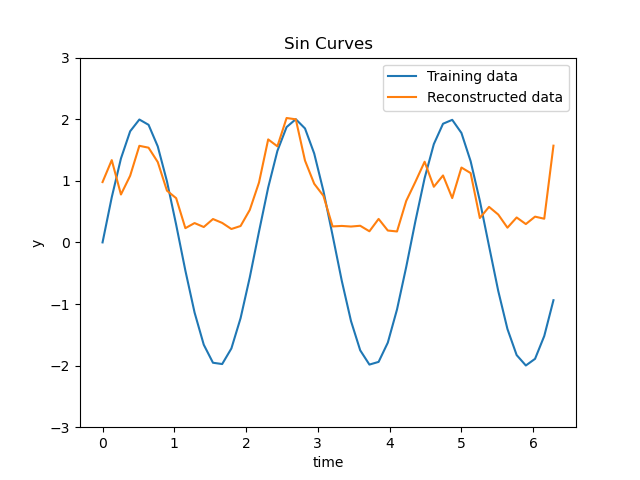 Sin Curves
Training data
Reconstructed data
3
2
1
0
−1
−2
−3
y
0
1
2
3
4
5
6
time